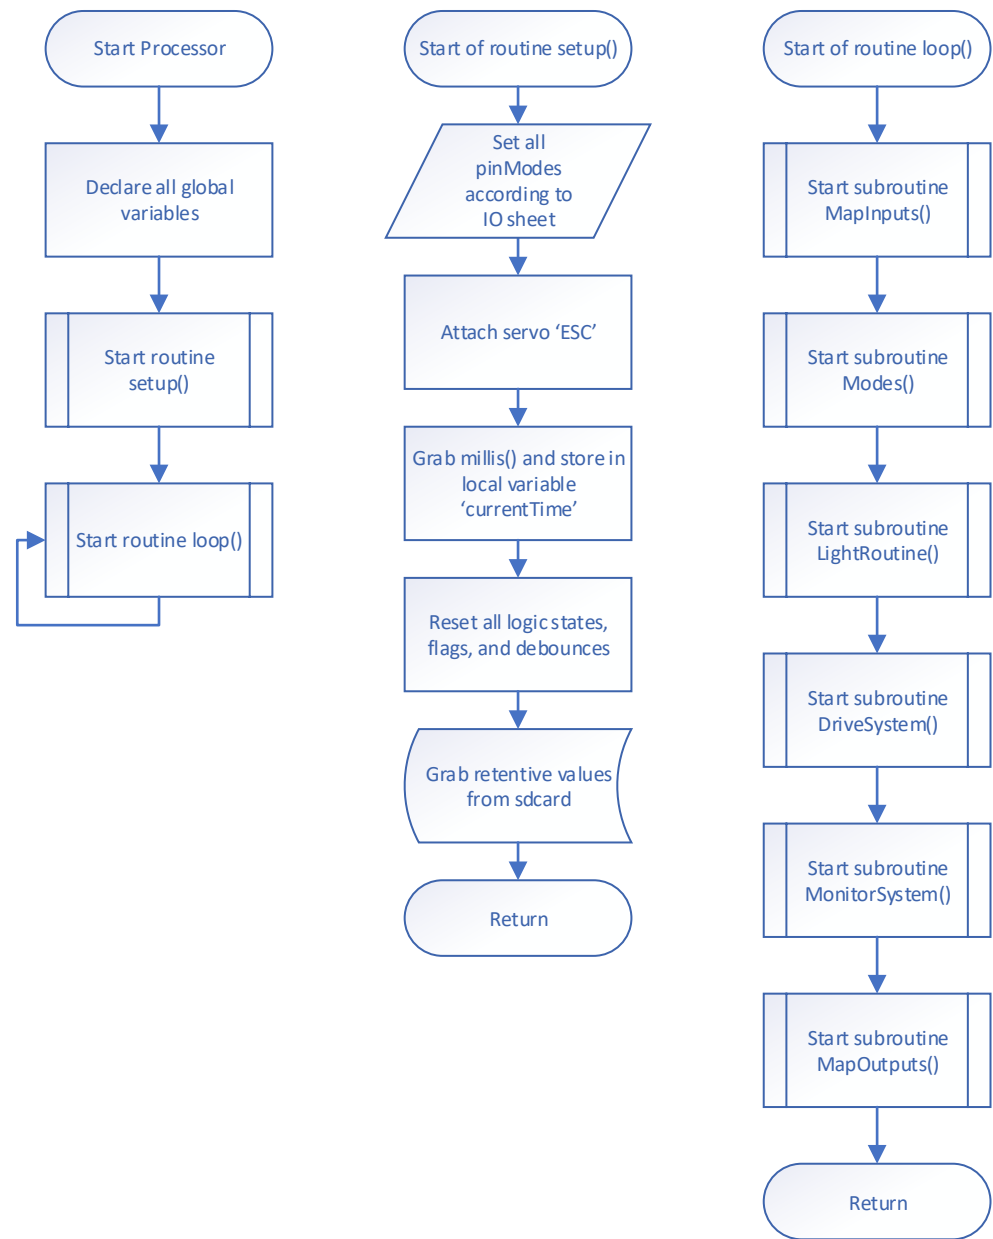 Start Processor
Declare all global
variables
Start routine
setup()
Start routine loop()
Start of routine setup()
Set all
pinModes
according to
IO sheet
Attach servo ‘ESC’
Grab millis() and store in
local variable
‘currentTime’
Reset all logic states,
flags, and debounces
Grab retentive values
from sdcard
Return
Start of routine loop()
Start subroutine
MapInputs()
Start subroutine
Modes()
Start subroutine
LightRoutine()
Start subroutine
DriveSystem()
Start subroutine
MonitorSystem()
Start subroutine
MapOutputs()
Return